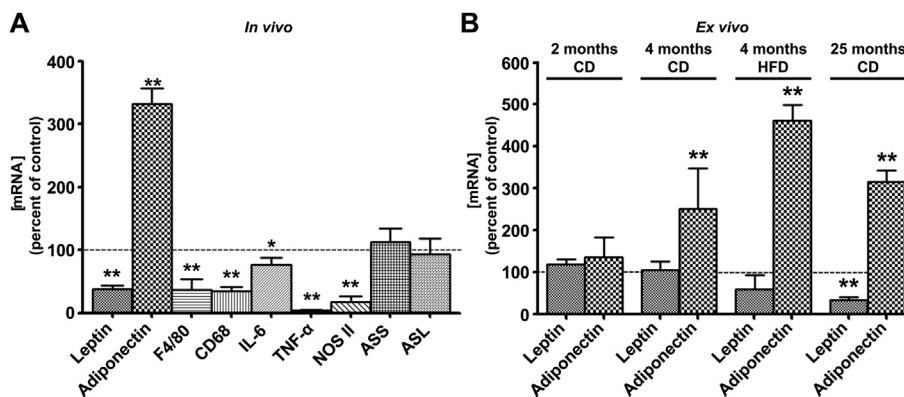 A
In vivo
[mRNA]
(percent of control)
400
300
200
100
0
**
**
**
**
*
**
**
Leptin
Adiponectin
F4/80
CD68
IL-6
TNF-α
NOS II
ASS
ASL
B
Ex vivo
2 months
CD
4 months
CD
4 months
HFD
25 months
CD
[mRNA]
(percent of control)
600
500
400
300
200
100
0
**
**
**
**
Leptin
Adiponectin
Leptin
Adiponectin
Leptin
Adiponectin
Leptin
Adiponectin